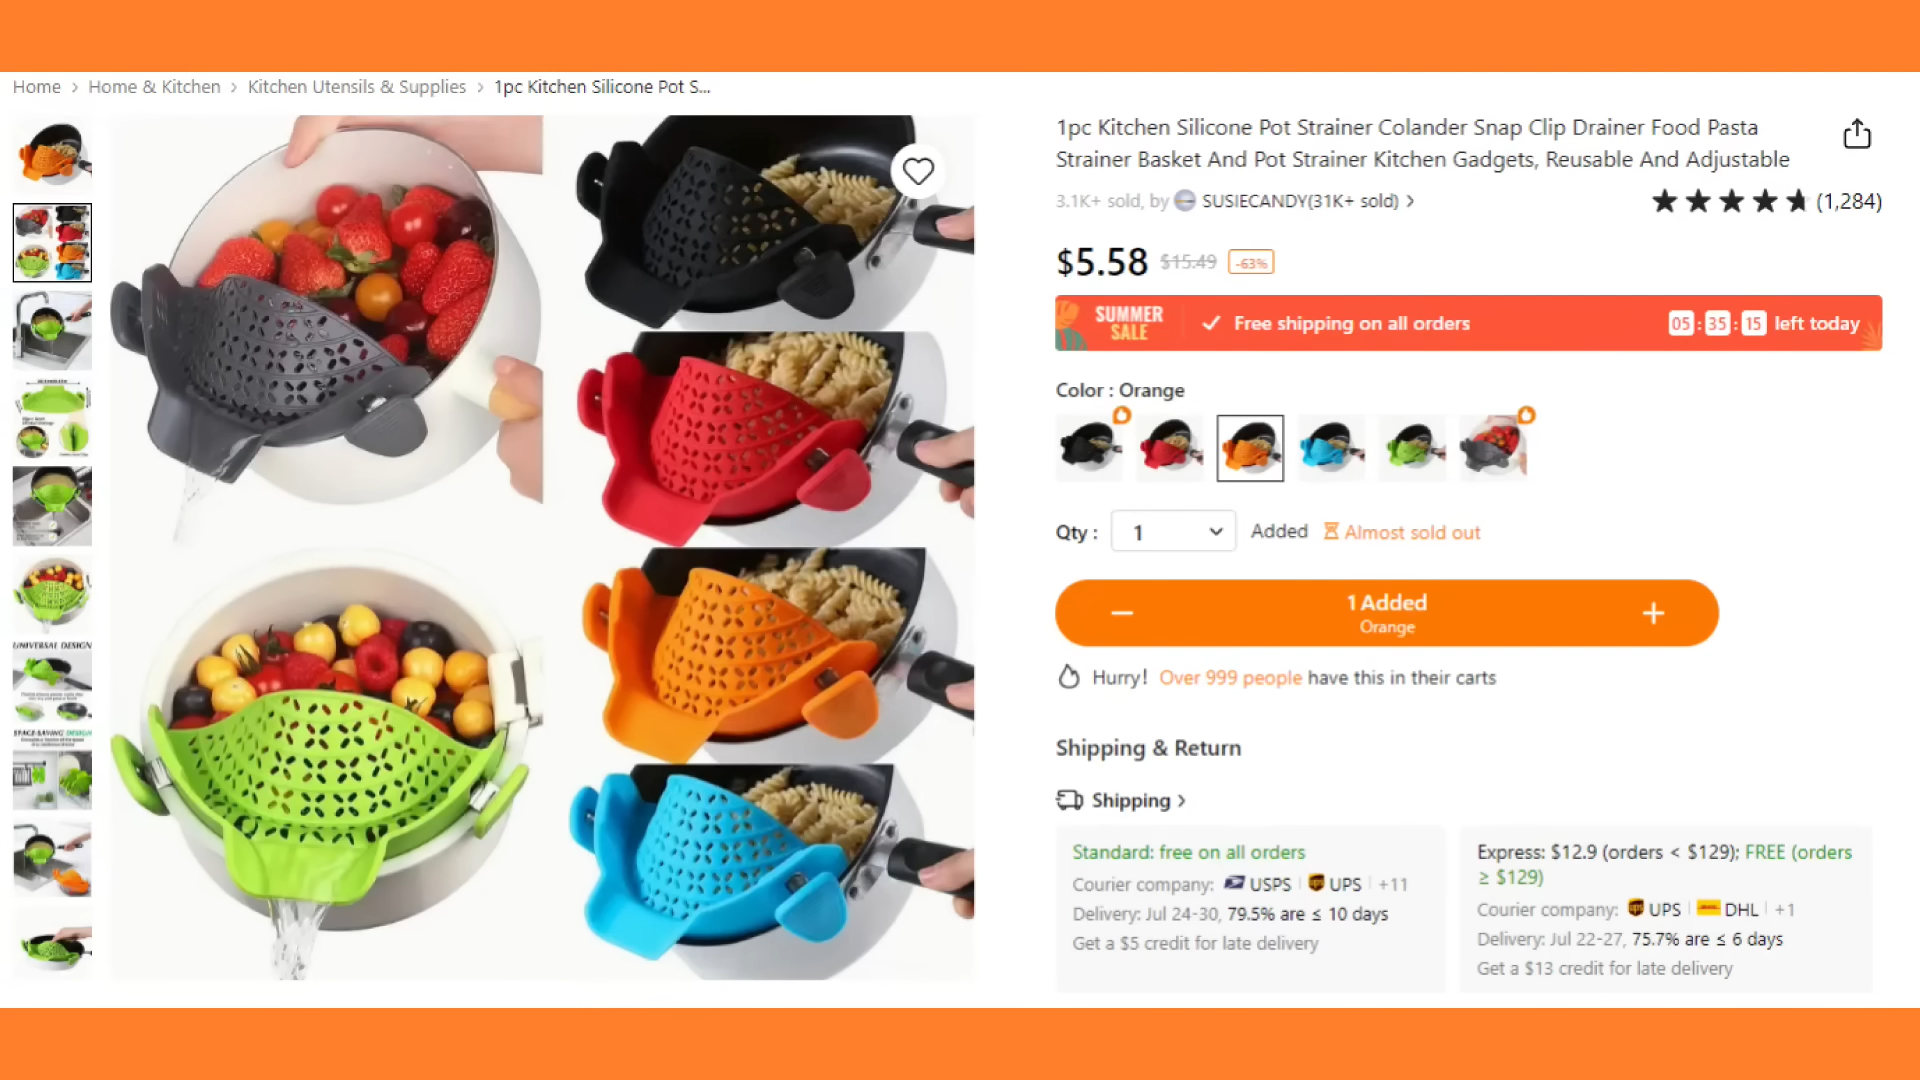 Home > Home & Kitchen > Kitchen Utensils & Supplies > 1pc Kitchen Silicone Pot S...
UNIVERSAL DESIGN
SPACE-SAVING DESIGN
1pc Kitchen Silicone Pot Strainer Colander Snap Clip Drainer Food Pasta
Strainer Basket And Pot Strainer Kitchen Gadgets, Reusable And Adjustable
3.1K+ sold, by SUSIECANDY(31K+ sold) >
(1,284)
$5.58 $15.49 -63%
SUMMER SALE Free shipping on all orders 05 : 35 : 15 left today
Color : Orange
Qty : 1 Added Almost sold out
− 1 Added +
Orange
Hurry! Over 999 people have this in their carts
Shipping & Return
Shipping >
Standard: free on all orders
Courier company: USPS | UPS | +11
Delivery: Jul 24-30, 79.5% are ≤ 10 days
Get a $5 credit for late delivery
Express: $12.9 (orders < $129); FREE (orders
≥ $129)
Courier company: UPS | DHL | +1
Delivery: Jul 22-27, 75.7% are ≤ 6 days
Get a $13 credit for late delivery